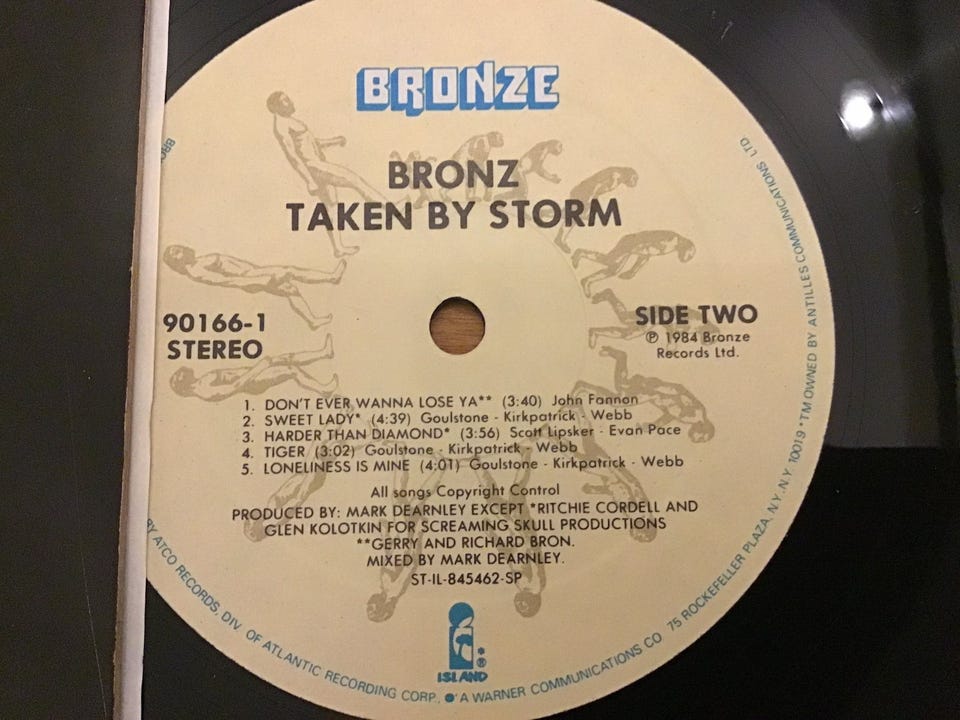 BRONZE
BRONZ
TAKEN BY STORM
90166-1
STEREO
SIDE TWO
℗ 1984 Bronze
Records Ltd.
1. DON'T EVER WANNA LOSE YA** (3:40) John Fannon
2. SWEET LADY* (4:39) Goulstone - Kirkpatrick - Webb
3. HARDER THAN DIAMOND* (3:56) Scott Lipsker - Evan Pace
4. TIGER (3:02) Goulstone - Kirkpatrick - Webb
5. LONELINESS IS MINE (4:01) Goulstone - Kirkpatrick - Webb
All songs Copyright Control
PRODUCED BY: MARK DEARNLEY EXCEPT *RITCHIE CORDELL AND
GLEN KOLOTKIN FOR SCREAMING SKULL PRODUCTIONS
**GERRY AND RICHARD BRON.
MIXED BY MARK DEARNLEY.
ST-IL-845462-SP
*®
ISLAND
BY ATCO RECORDS, DIV. OF ATLANTIC RECORDING CORP., A WARNER COMMUNICATIONS CO 75 ROCKEFELLER PLAZA, N.Y., N.Y. 10019 *TM OWNED BY ANTILLES COMMUNICATIONS LTD.